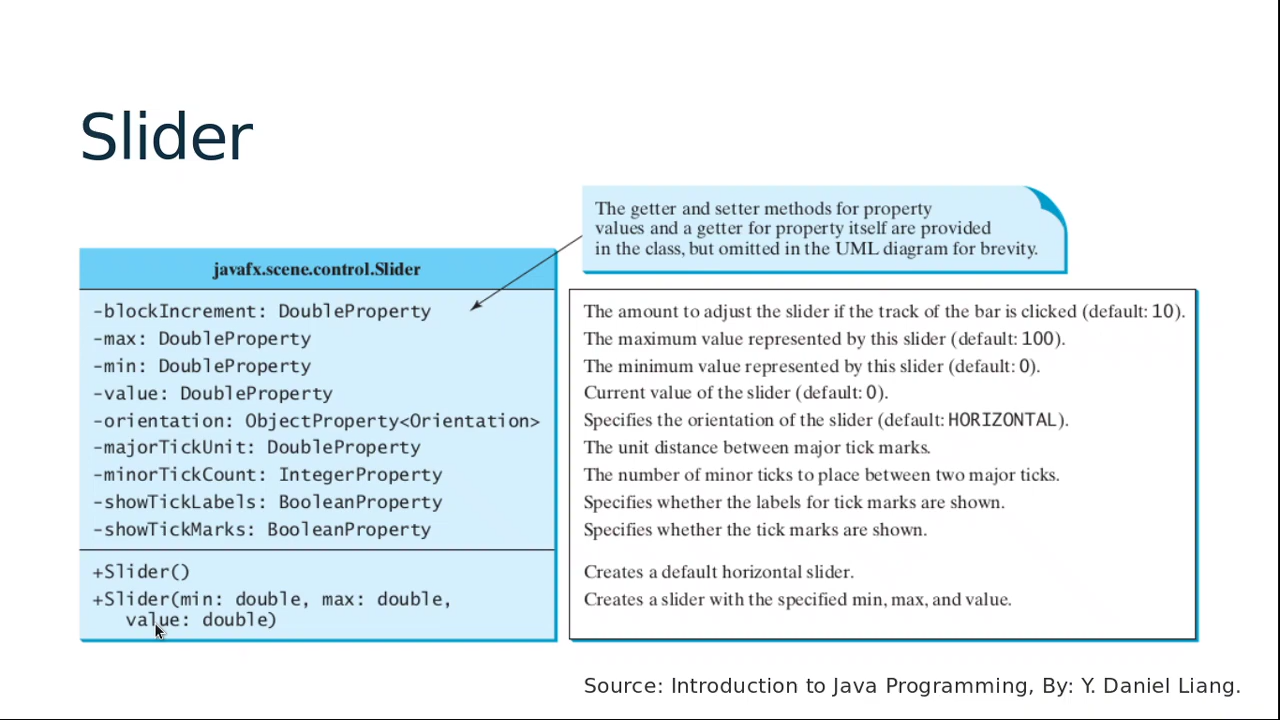 Slider
The getter and setter methods for property
values and a getter for property itself are provided
in the class, but omitted in the UML diagram for brevity.
javafx.scene.control.Slider
-blockIncrement: DoubleProperty
-max: DoubleProperty
-min: DoubleProperty
-value: DoubleProperty
-orientation: ObjectProperty<Orientation>
-majorTickUnit: DoubleProperty
-minorTickCount: IntegerProperty
-showTickLabels: BooleanProperty
-showTickMarks: BooleanProperty
+Slider()
+Slider(min: double, max: double,
value: double)
The amount to adjust the slider if the track of the bar is clicked (default: 10).
The maximum value represented by this slider (default: 100).
The minimum value represented by this slider (default: 0).
Current value of the slider (default: 0).
Specifies the orientation of the slider (default: HORIZONTAL).
The unit distance between major tick marks.
The number of minor ticks to place between two major ticks.
Specifies whether the labels for tick marks are shown.
Specifies whether the tick marks are shown.
Creates a default horizontal slider.
Creates a slider with the specified min, max, and value.
Source: Introduction to Java Programming, By: Y. Daniel Liang.